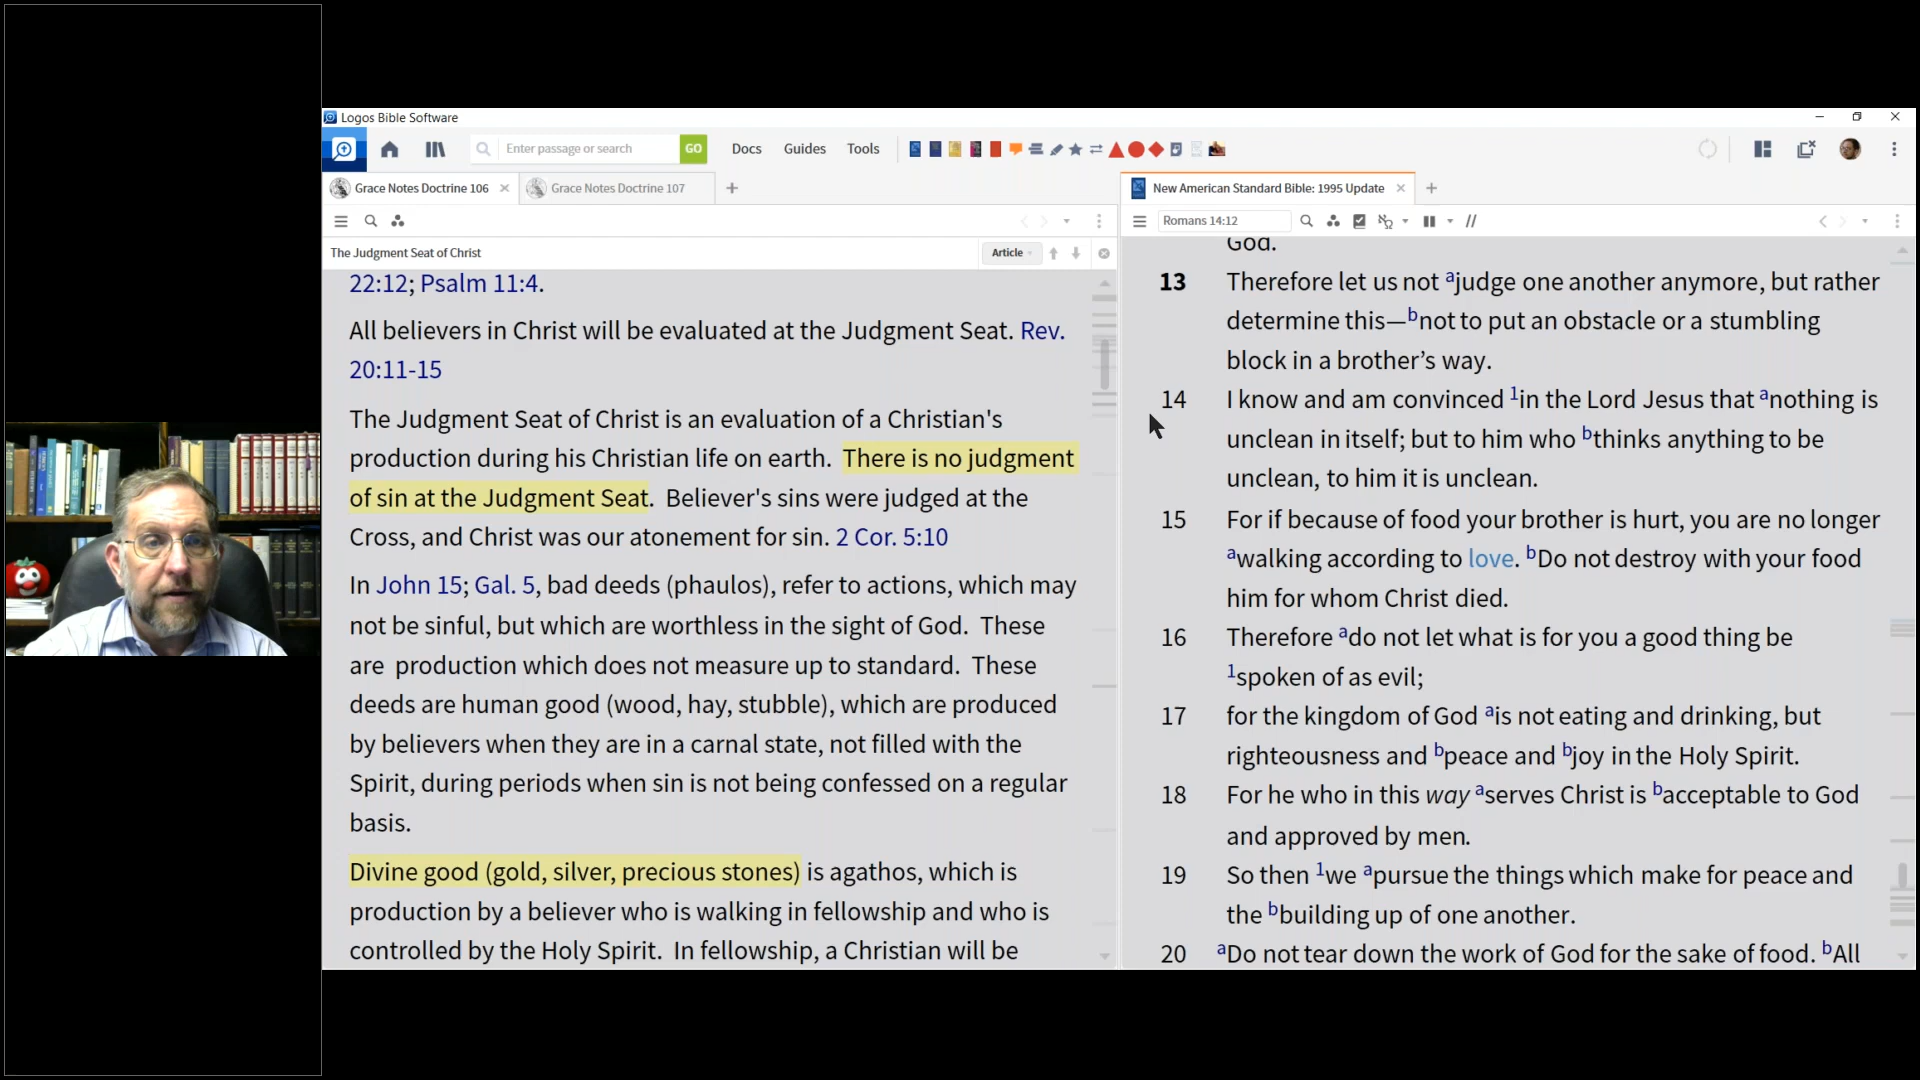 Logos Bible Software
Enter passage or search
GO
Docs
Guides
Tools
Grace Notes Doctrine 106
Grace Notes Doctrine 107
The Judgment Seat of Christ
Article
22:12; Psalm 11:4.
All believers in Christ will be evaluated at the Judgment Seat. Rev.
20:11-15
The Judgment Seat of Christ is an evaluation of a Christian's
production during his Christian life on earth. There is no judgment
of sin at the Judgment Seat. Believer's sins were judged at the
Cross, and Christ was our atonement for sin. 2 Cor. 5:10
In John 15; Gal. 5, bad deeds (phaulos), refer to actions, which may
not be sinful, but which are worthless in the sight of God. These
are production which does not measure up to standard. These
deeds are human good (wood, hay, stubble), which are produced
by believers when they are in a carnal state, not filled with the
Spirit, during periods when sin is not being confessed on a regular
basis.
Divine good (gold, silver, precious stones) is agathos, which is
production by a believer who is walking in fellowship and who is
controlled by the Holy Spirit. In fellowship, a Christian will be
New American Standard Bible: 1995 Update
Romans 14:12
God.
13 Therefore let us not ajudge one another anymore, but rather
determine this—bnot to put an obstacle or a stumbling
block in a brother’s way.
14 I know and am convinced 1in the Lord Jesus that anothing is
unclean in itself; but to him who bthinks anything to be
unclean, to him it is unclean.
15 For if because of food your brother is hurt, you are no longer
awalking according to love. bDo not destroy with your food
him for whom Christ died.
16 Therefore ado not let what is for you a good thing be
1spoken of as evil;
17 for the kingdom of God ais not eating and drinking, but
righteousness and bpeace and bjoy in the Holy Spirit.
18 For he who in this way aserves Christ is bacceptable to God
and approved by men.
19 So then 1we apursue the things which make for peace and
the bbuilding up of one another.
20 aDo not tear down the work of God for the sake of food. bAll